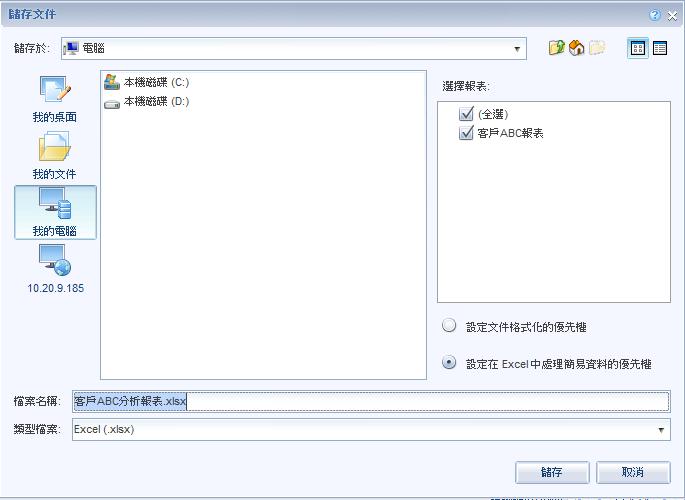 儲存文件
儲存於:
電腦
我的桌面
我的文件
我的電腦
10.20.9.185
本機磁碟 (C:)
本機磁碟 (D:)
選擇報表:
(全選)
客戶ABC報表
設定文件格式化的優先權
設定在 Excel 中處理簡易資料的優先權
檔案名稱:
客戶ABC分析報表.xlsx
類型檔案:
Excel (.xlsx)
儲存
取消